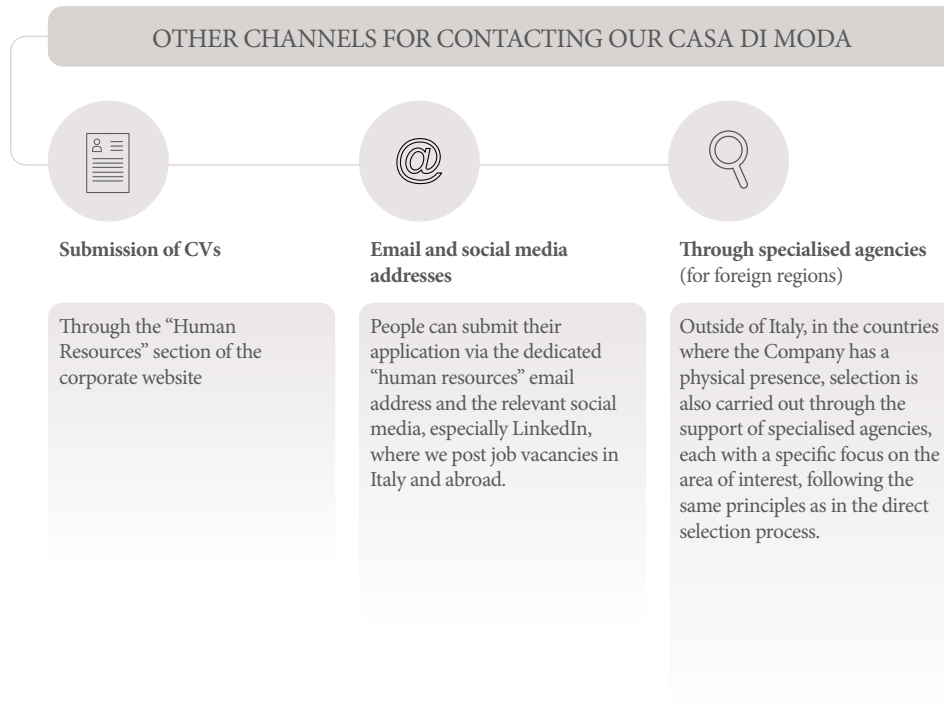 OTHER CHANNELS FOR CONTACTING OUR CASA DI MODA
@
Submission of CVs
Through the “Human
Resources” section of the
corporate website
Email and social media
addresses
People can submit their
application via the dedicated
“human resources” email
address and the relevant social
media, especially LinkedIn,
where we post job vacancies in
Italy and abroad.
Through specialised agencies
(for foreign regions)
Outside of Italy, in the countries
where the Company has a
physical presence, selection is
also carried out through the
support of specialised agencies,
each with a specific focus on the
area of interest, following the
same principles as in the direct
selection process.